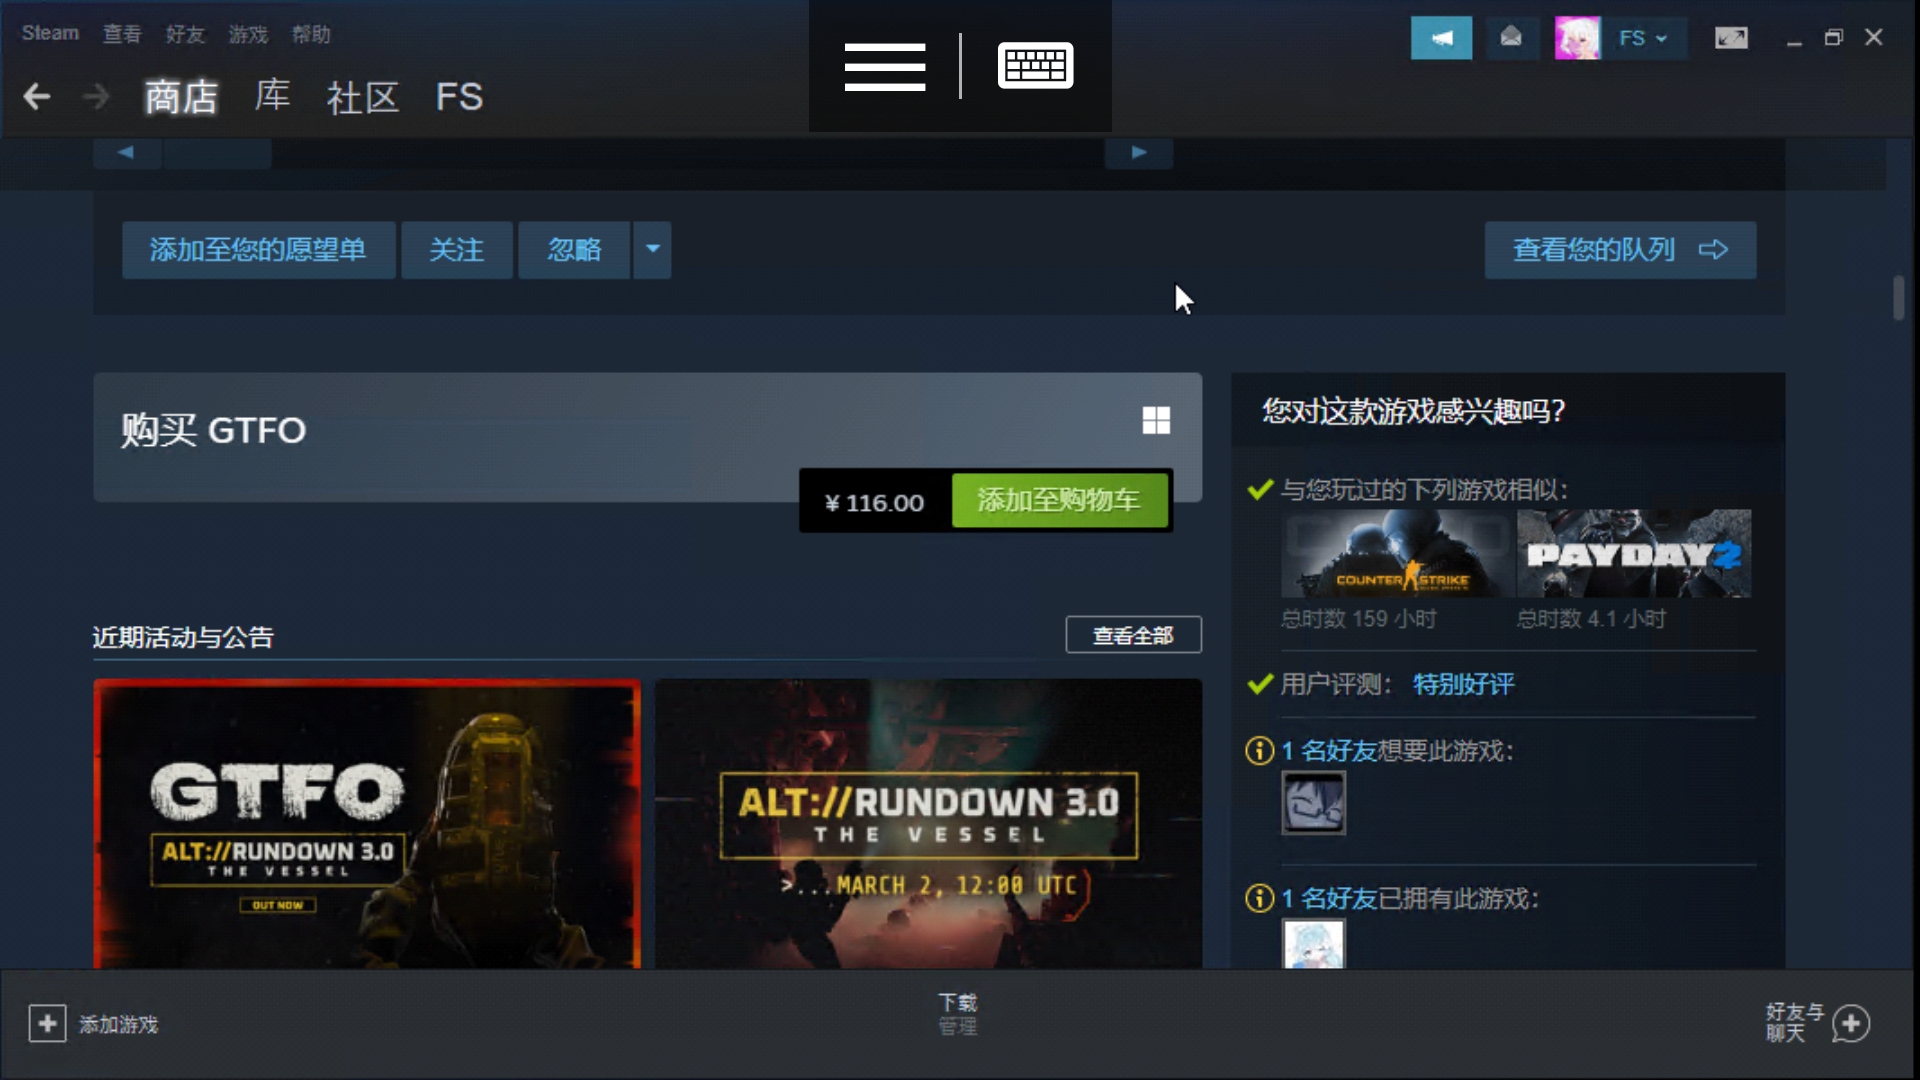 Steam 查看 好友 游戏 帮助
FS
商店 库 社区 FS
添加至您的愿望单 关注 忽略 查看您的队列
购买 GTFO
¥ 116.00 添加至购物车
近期活动与公告 查看全部
GTFO
ALT://RUNDOWN 3.0
THE VESSEL
OUT NOW
ALT://RUNDOWN 3.0
THE VESSEL
>...MARCH 2, 12:00 UTC
您对这款游戏感兴趣吗?
与您玩过的下列游戏相似:
COUNTER STRIKE
PAYDAY 2
总时数 159 小时 总时数 4.1 小时
用户评测: 特别好评
1 名好友想要此游戏:
1 名好友已拥有此游戏:
添加游戏
下载
管理
好友与
聊天